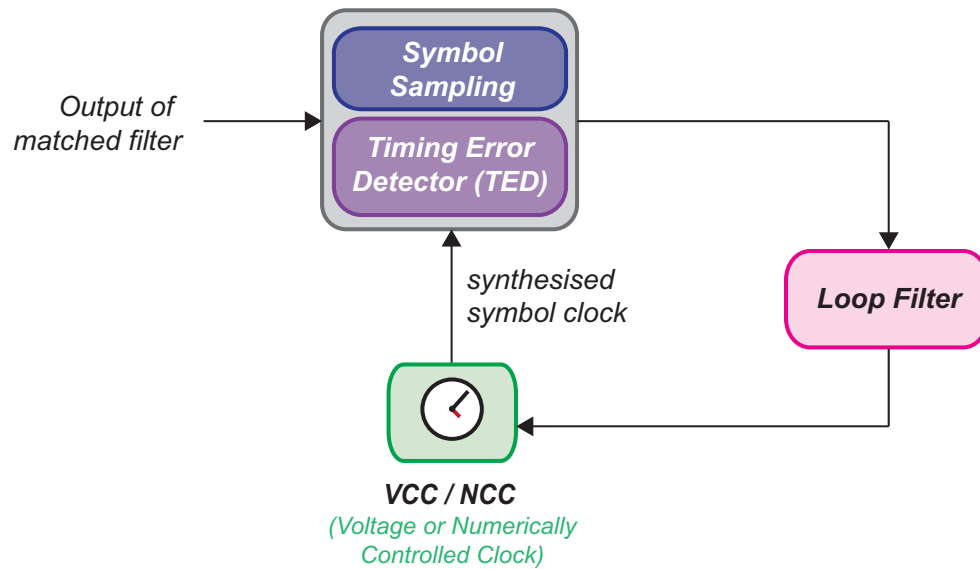 Symbol
Sampling
Output of
matched filter
Timing Error
Detector (TED)
synthesised
symbol clock
Loop Filter
VCC / NCC
(Voltage or Numerically
Controlled Clock)